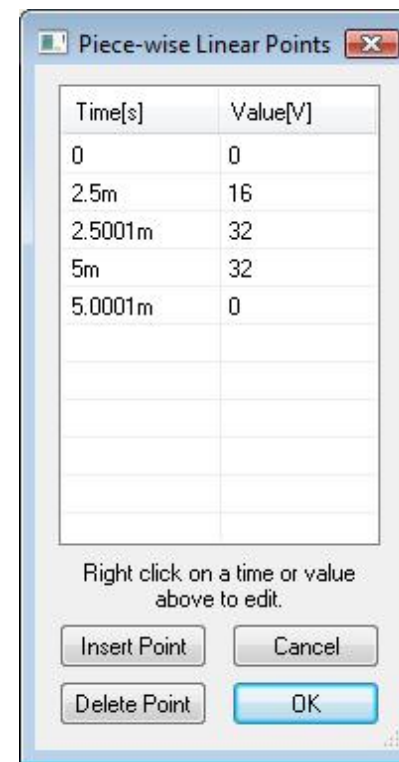 Piece-wise Linear Points
Time[s] Value[V]
0 0
2.5m 16
2.5001m 32
5m 32
5.0001m 0
Right click on a time or value
above to edit.
Insert Point Cancel
Delete Point OK